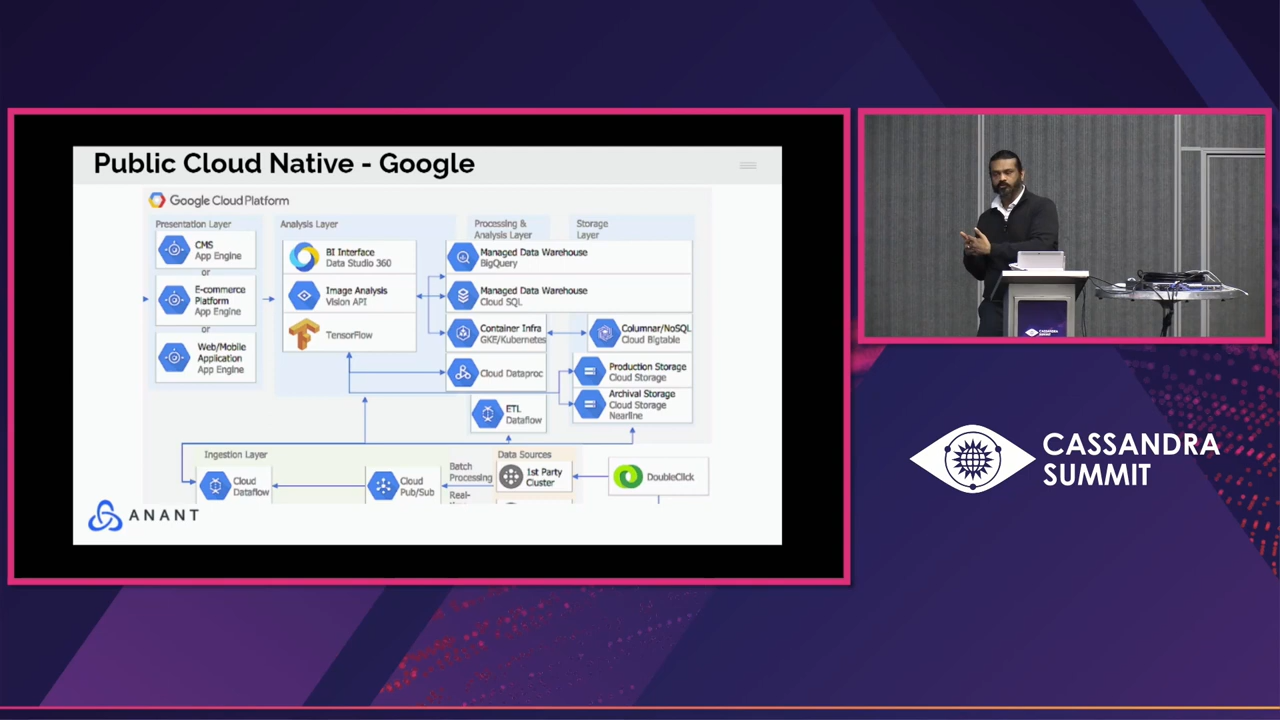 Public Cloud Native - Google
Google Cloud Platform
Presentation Layer
CMS
App Engine
or
E-commerce
Platform
App Engine
or
Web/Mobile
Application
App Engine
Analysis Layer
BI Interface
Data Studio 360
Image Analysis
Vision API
TensorFlow
Processing &
Analysis Layer
Managed Data Warehouse
BigQuery
Managed Data Warehouse
Cloud SQL
Container Infra
GKE/Kubernetes
Cloud Dataproc
ETL
Dataflow
Storage
Layer
Columnar/NoSQL
Cloud Bigtable
Production Storage
Cloud Storage
Archival Storage
Cloud Storage
Nearline
Ingestion Layer
Cloud
Dataflow
Cloud
Pub/Sub
Batch
Processing
Real-
Data Sources
1st Party
Cluster
DoubleClick
ANANT
CASSANDRA
SUMMIT